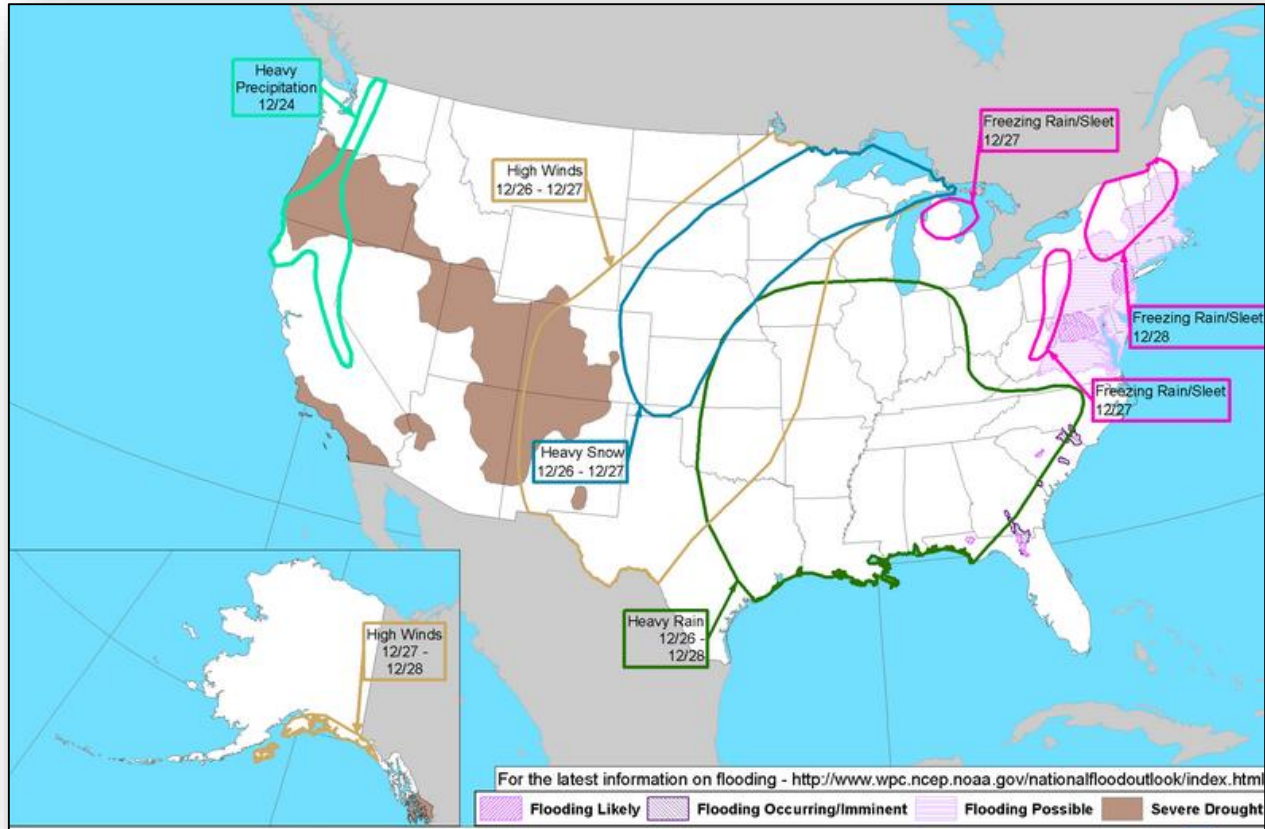 Heavy
Precipitation
12/24
Freezing Rain/Sleet
12/27
High Winds
12/26 - 12/27
Freezing Rain/Sleet
12/28
Freezing Rain/Sleet
12/27
Heavy Snow
12/26 - 12/27
Heavy Rain
12/26 -
12/28
High Winds
12/27 -
12/28
For the latest information on flooding - http://www.wpc.ncep.noaa.gov/nationalfloodoutlook/index.html
Flooding Likely
Flooding Occurring/Imminent
Flooding Possible
Severe Drought